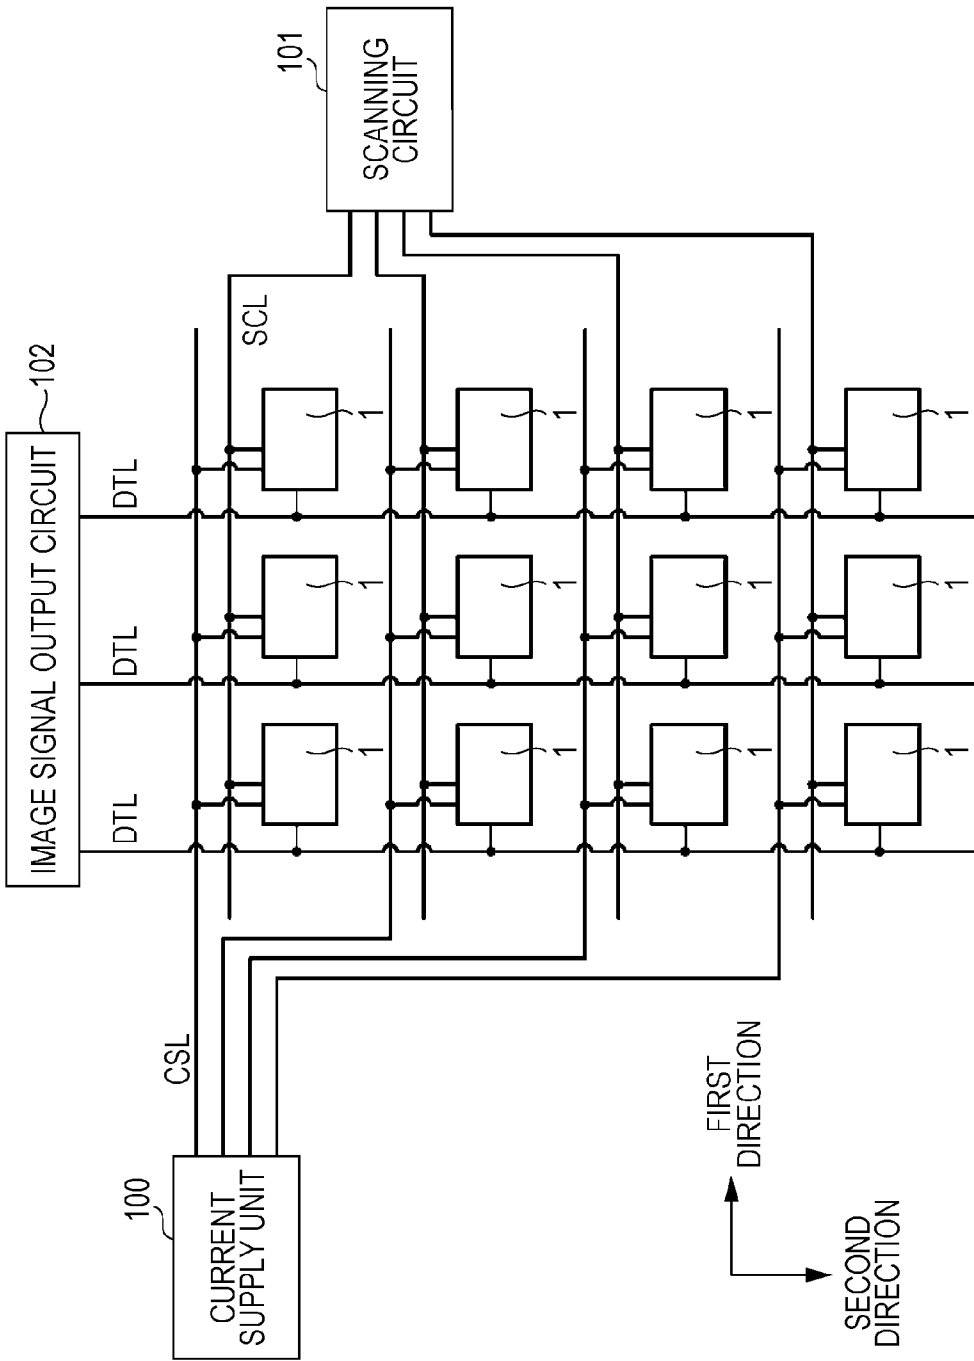 IMAGE SIGNAL OUTPUT CIRCUIT
102
101
SCANNING
CIRCUIT
100
CURRENT
SUPPLY UNIT
CSL
SCL
DTL
DTL
DTL
1
1
1
1
1
1
1
1
1
1
1
1
FIRST
DIRECTION
SECOND
DIRECTION